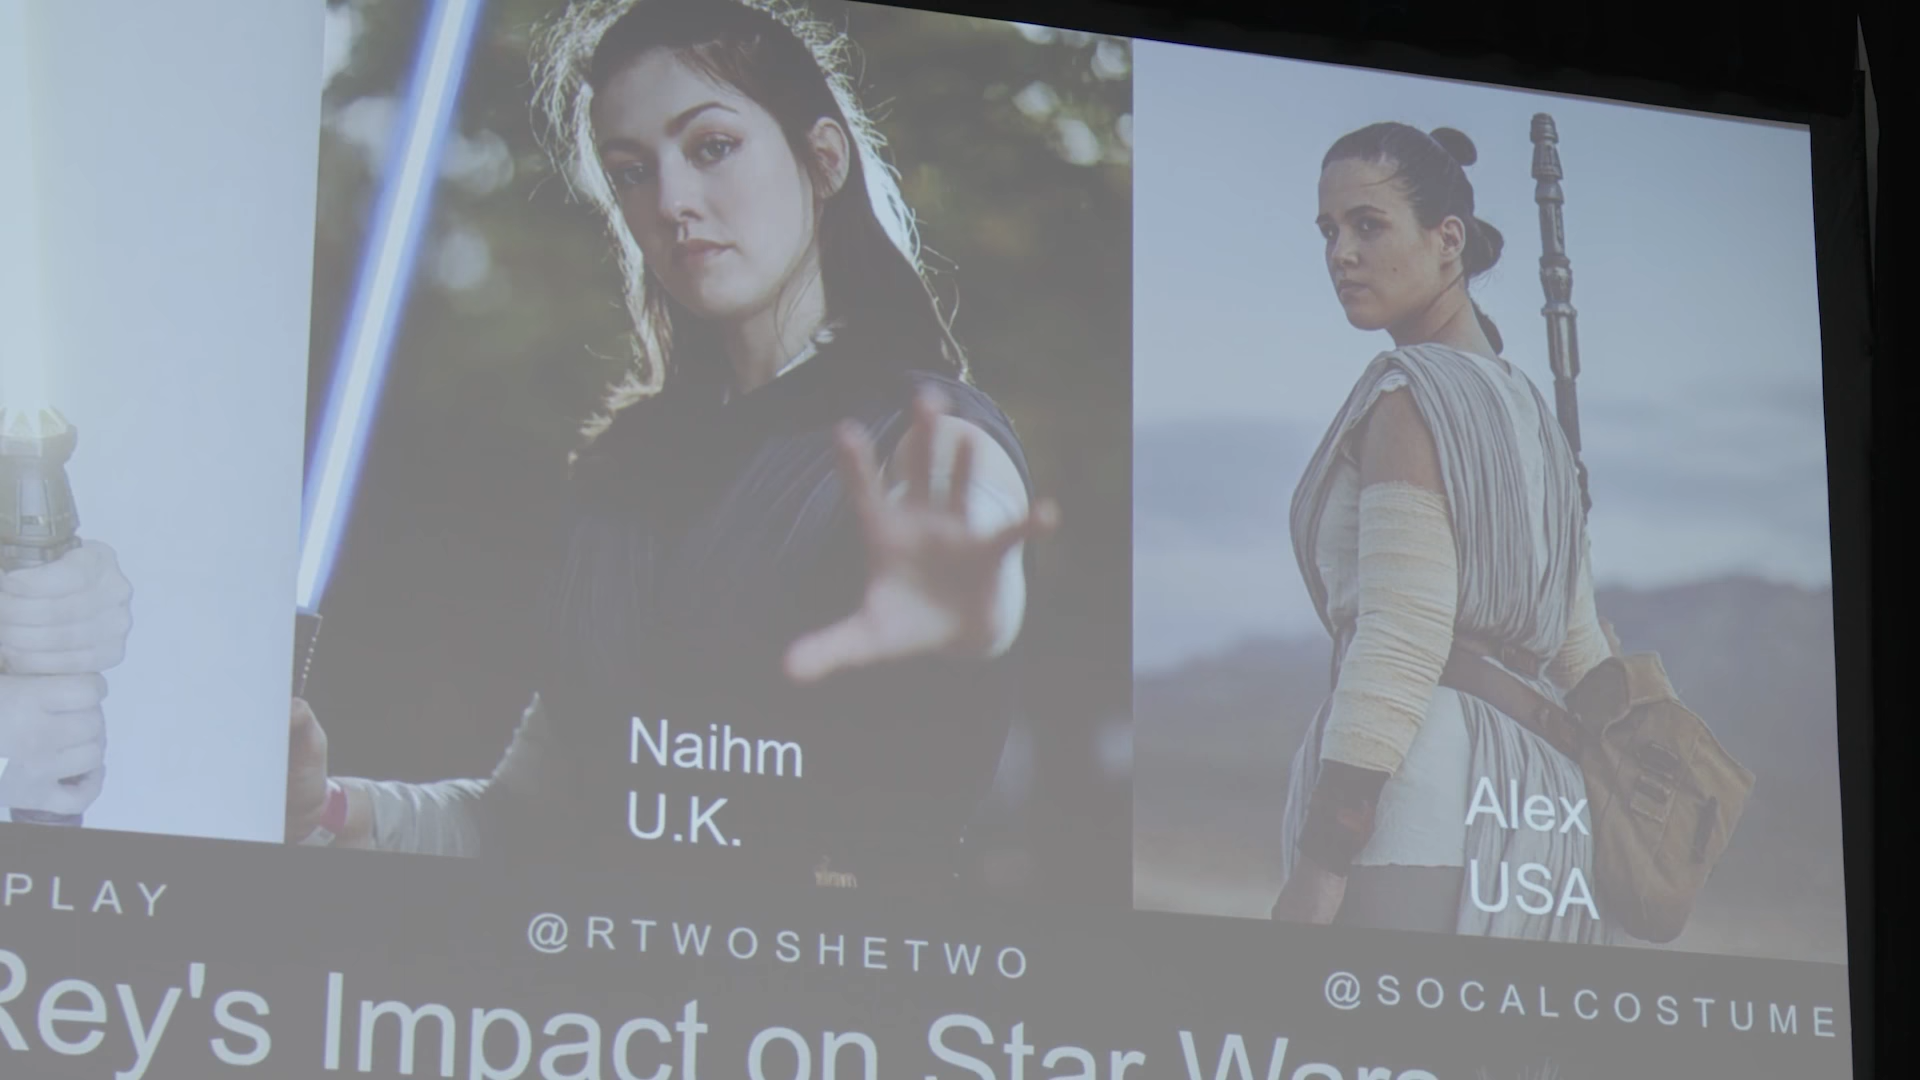 Naihm
U.K.
Alex
USA
PLAY
@RTWOSHETWO
@SOCALCOSTUME
Rey's Impact on Star Wars